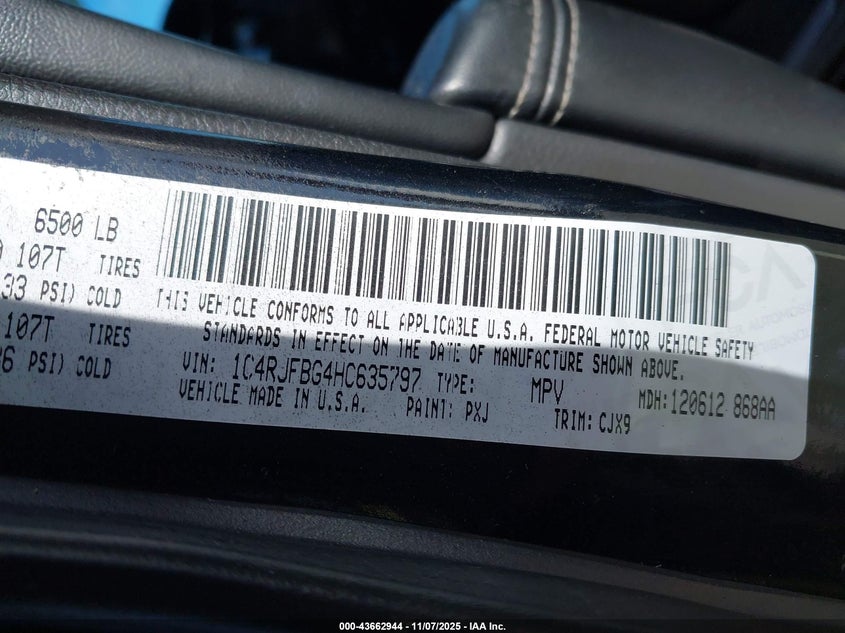 6500 LB
107T TIRES
33 PSI) COLD
107T TIRES
PSI) COLD
THIS VEHICLE CONFORMS TO ALL APPLICABLE U.S.A. FEDERAL MOTOR VEHICLE SAFETY
STANDARDS IN EFFECT ON THE DATE OF MANUFACTURE SHOWN ABOVE.
VIN: 1C4RJFBG4HC635797 TYPE: MPV MDH:120612 868AA
VEHICLE MADE IN U.S.A. PAINT: PXJ TRIM: CJX9
000-43662944 - 11/07/2025 - IAA Inc.